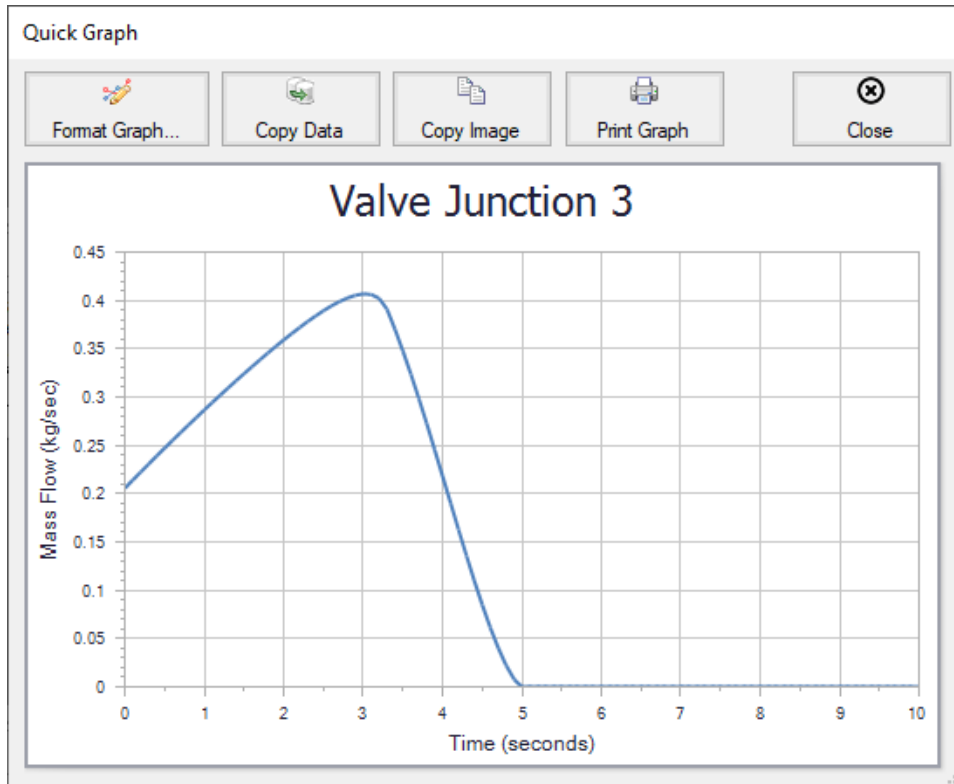 Quick Graph
Format Graph...
Copy Data
Copy Image
Print Graph
Close
Valve Junction 3
0.45
0.4
0.35
0.3
0.25
0.2
0.15
0.1
0.05
0
Mass Flow (kg/sec)
0 1 2 3 4 5 6 7 8 9 10
Time (seconds)